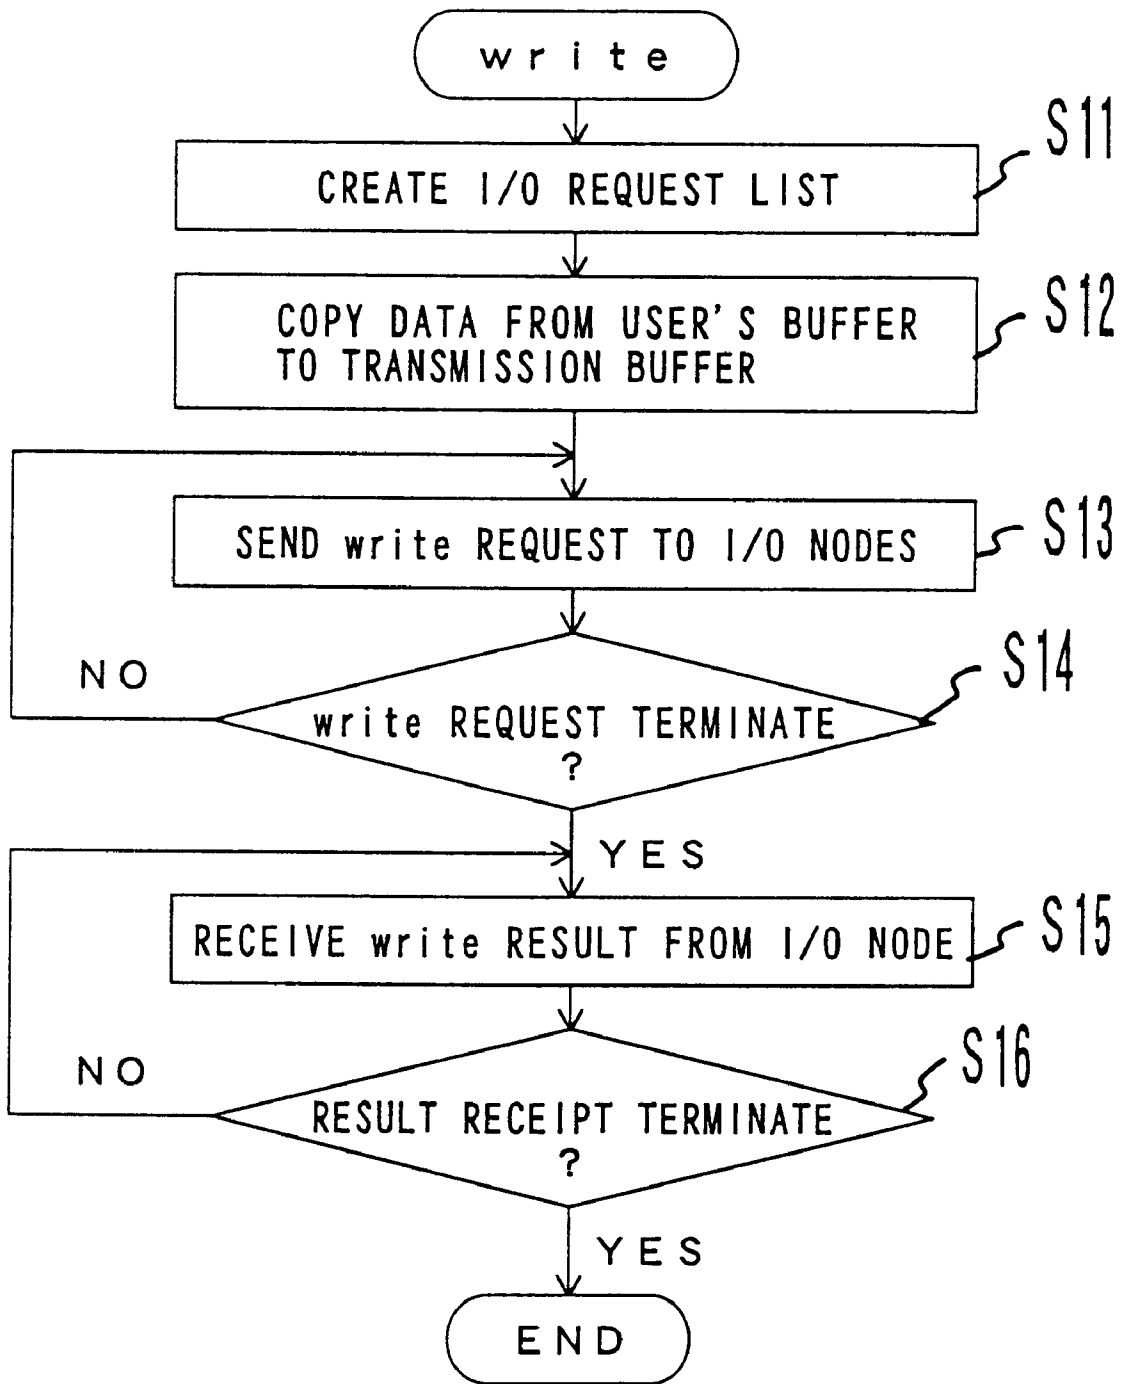 write
S11
CREATE I/O REQUEST LIST
S12
COPY DATA FROM USER'S BUFFER
TO TRANSMISSION BUFFER
S13
SEND write REQUEST TO I/O NODES
S14
NO
write REQUEST TERMINATE
?
YES
S15
RECEIVE write RESULT FROM I/O NODE
S16
NO
RESULT RECEIPT TERMINATE
?
YES
END